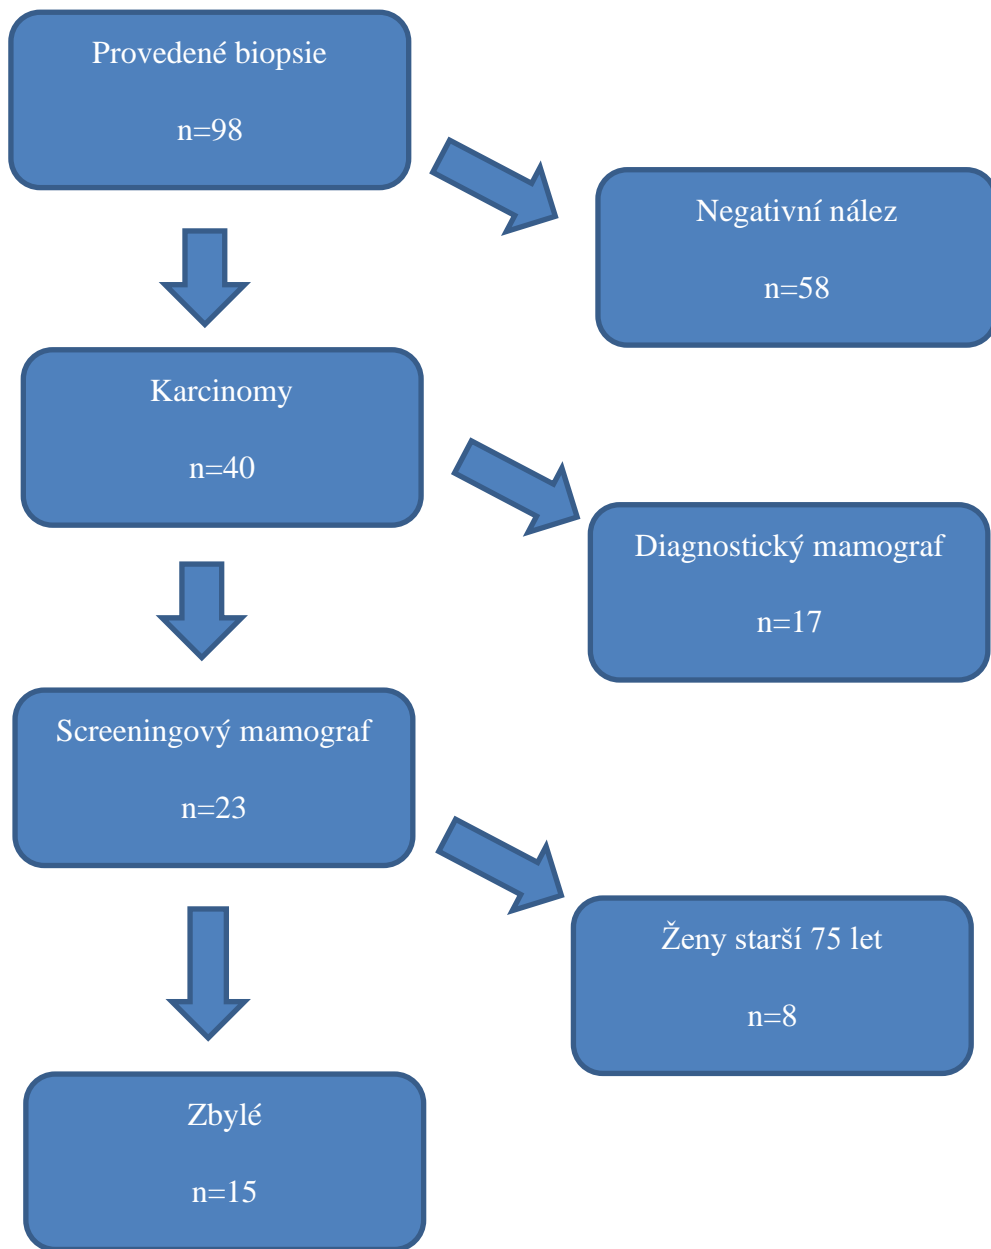 Provedené biopsie
n=98
Negativní nález
n=58
Karcinomy
n=40
Diagnostický mamograf
n=17
Screeningový mamograf
n=23
Ženy starší 75 let
n=8
Zbylé
n=15